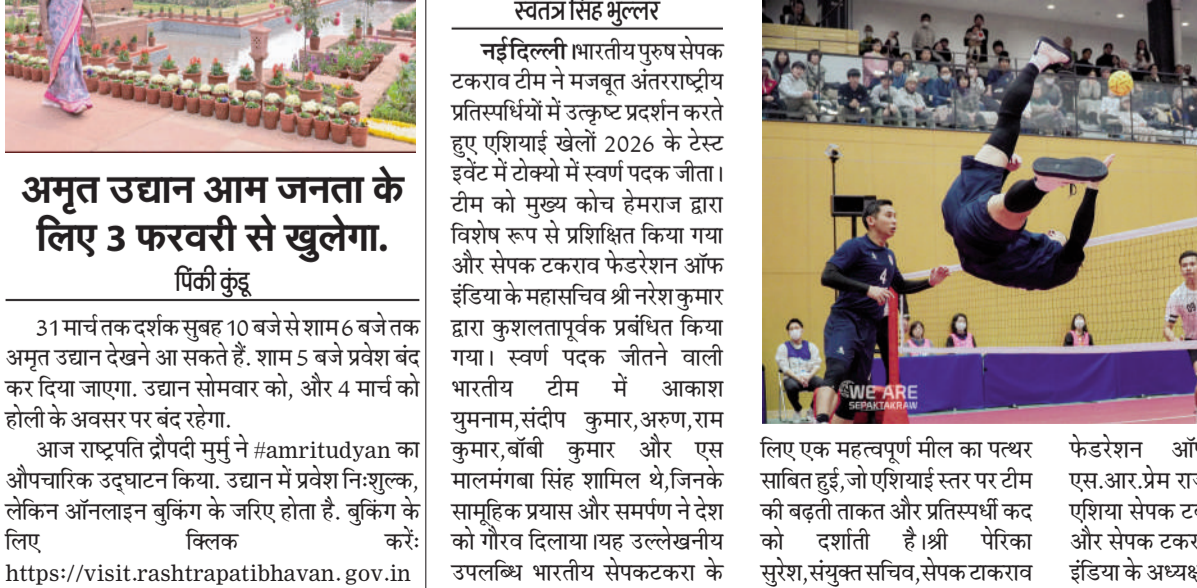 अमृत उद्यान आम जनता के
लिए 3 फरवरी से खुलेगा.
पिंकी कुंडू
31 मार्च तक दर्शक सुबह 10 बजे से शाम 6 बजे तक
अमृत उद्यान देखने आ सकते हैं. शाम 5 बजे प्रवेश बंद
कर दिया जाएगा. उद्यान सोमवार को, और 4 मार्च को
होली के अवसर पर बंद रहेगा.
आज राष्ट्रपति द्रौपदी मुर्मु ने #amritudyan का
औपचारिक उद्घाटन किया. उद्यान में प्रवेश निःशुल्क,
लेकिन ऑनलाइन बुकिंग के जरिए होता है. बुकिंग के
लिए क्लिक करेंः
https://visit.rashtrapatibhavan. gov.in
स्वतंत्र सिंह भुल्लर
नई दिल्ली ।भारतीय पुरुष सेपक
टकराव टीम ने मजबूत अंतरराष्ट्रीय
प्रतिस्पर्धियों में उत्कृष्ट प्रदर्शन करते
हुए एशियाई खेलों 2026 के टेस्ट
इवेंट में टोक्यो में स्वर्ण पदक जीता।
टीम को मुख्य कोच हेमराज द्वारा
विशेष रूप से प्रशिक्षित किया गया
और सेपक टकराव फेडरेशन ऑफ
इंडिया के महासचिव श्री नरेश कुमार
द्वारा कुशलतापूर्वक प्रबंधित किया
गया। स्वर्ण पदक जीतने वाली
भारतीय टीम में आकाश
युमनाम,संदीप कुमार,अरुण,राम
कुमार,बॉबी कुमार और एस
मालमंगबा सिंह शामिल थे,जिनके
सामूहिक प्रयास और समर्पण ने देश
को गौरव दिलाया ।यह उल्लेखनीय
उपलब्धि भारतीय सेपकटकरा के
4
WE ARE
SEPAKTAKRAW
लिए एक महत्वपूर्ण मील का पत्थर
साबित हुई,जो एशियाई स्तर पर टीम
की बढ़ती ताकत और प्रतिस्पर्धी कद
को दर्शाती है।श्री पेरिका
सुरेश,संयुक्त सचिव,सेपक टाकराव
फेडरेशन
एस.आर.प्रेम
एशिया सेपक
और सेपक
इंडिया के